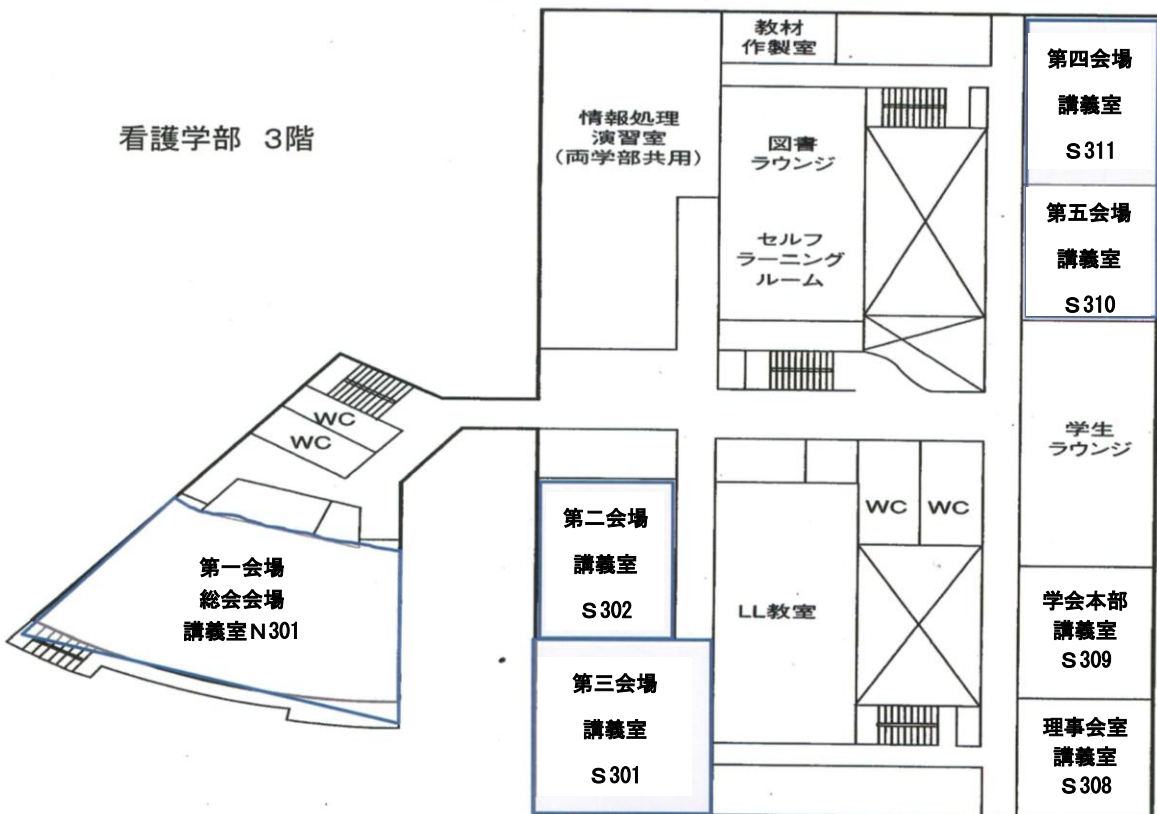 看護学部 3階
教材
作製室
情報処理
演習室
(両学部共用)
図書
ラウンジ
セルフ
ラーニング
ルーム
第四会場
講義室
S311
第五会場
講義室
S310
学生
ラウンジ
WC
WC
第一会場
総会会場
講義室N301
第二会場
講義室
S302
第三会場
講義室
S301
LL教室
WC
WC
学会本部
講義室
S309
理事会室
講義室
S308